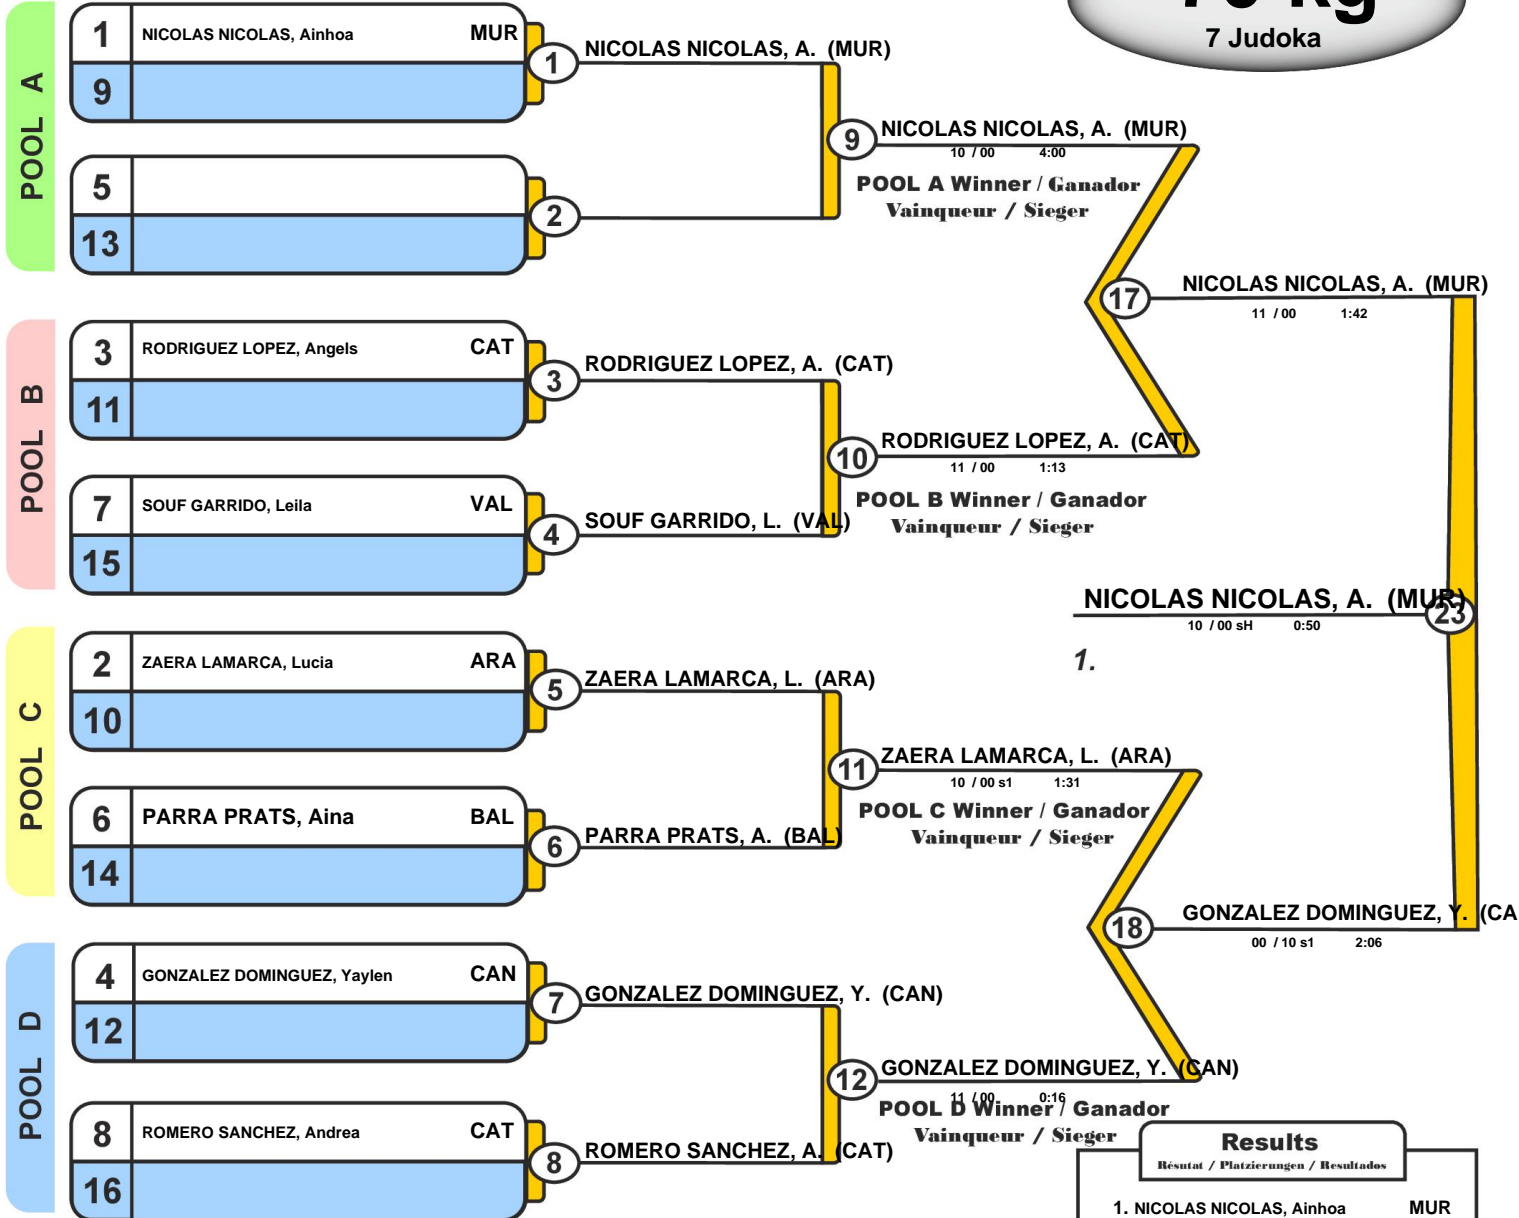 70 kg
7 Judoka
POOL A
1 NICOLAS NICOLAS, Ainhoa MUR
9
5
13
1 NICOLAS NICOLAS, A. (MUR)
2
9 NICOLAS NICOLAS, A. (MUR)
10 / 00 4:00
POOL A Winner / Ganador
Vainqueur / Sieger
17 NICOLAS NICOLAS, A. (MUR)
11 / 00 1:42
POOL B
3 RODRIGUEZ LOPEZ, Angels CAT
11
7 SOUF GARRIDO, Leila VAL
15
3 RODRIGUEZ LOPEZ, A. (CAT)
4 SOUF GARRIDO, L. (VAL)
10 RODRIGUEZ LOPEZ, A. (CAT)
11 / 00 1:13
POOL B Winner / Ganador
Vainqueur / Sieger
NICOLAS NICOLAS, A. (MUR) 23
10 / 00 sH 0:50
1.
POOL C
2 ZAERA LAMARCA, Lucia ARA
10
6 PARRA PRATS, Aina BAL
14
5 ZAERA LAMARCA, L. (ARA)
6 PARRA PRATS, A. (BAL)
11 ZAERA LAMARCA, L. (ARA)
10 / 00 s1 1:31
POOL C Winner / Ganador
Vainqueur / Sieger
18 GONZALEZ DOMINGUEZ, Y. (CA
00 / 10 s1 2:06
POOL D
4 GONZALEZ DOMINGUEZ, Yaylen CAN
12
8 ROMERO SANCHEZ, Andrea CAT
16
7 GONZALEZ DOMINGUEZ, Y. (CAN)
8 ROMERO SANCHEZ, A. (CAT)
12 GONZALEZ DOMINGUEZ, Y. (CAN)
11 / 00 0:16
POOL D Winner / Ganador
Vainqueur / Sieger
Results
Résutat / Platzierungen / Resultados
1. NICOLAS NICOLAS, Ainhoa MUR